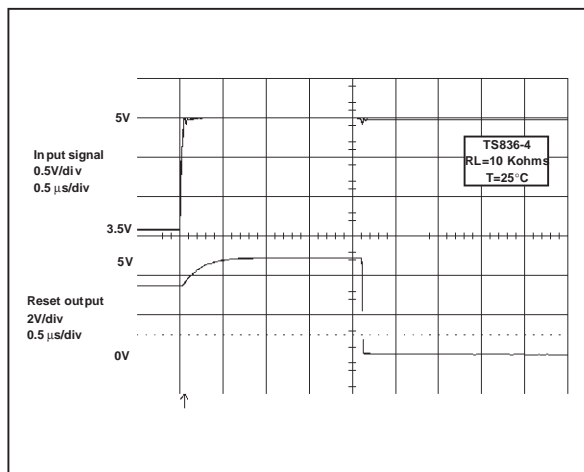 5V
Input signal
0.5V/div
0.5 µs/div
3.5V
TS836-4
RL=10 Kohms
T=25°C
5V
Reset output
2V/div
0.5 µs/div
0V